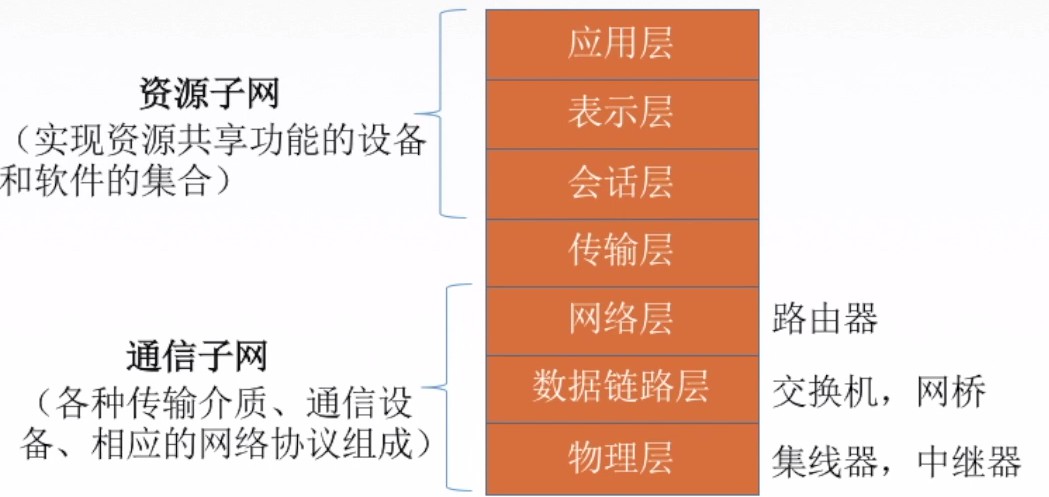 应用层
资源子网
（实现资源共享功能的设备
和软件的集合）
表示层
会话层
传输层
网络层
路由器
通信子网
（各种传输介质、通信设
备、相应的网络协议组成）
数据链路层
交换机，网桥
物理层
集线器，中继器